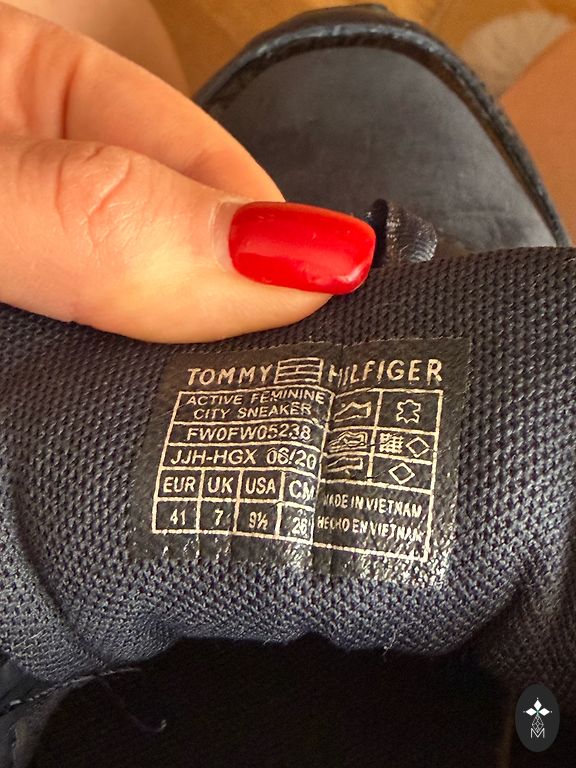 TOMMY HILFIGER
ACTIVE FEMININE
CITY SNEAKER
FW0FW05238
JJH-HGX 06/20
EUR UK USA CM
41 7 9½ 26
MADE IN VIETNAM
HECHO EN VIETNAM
M